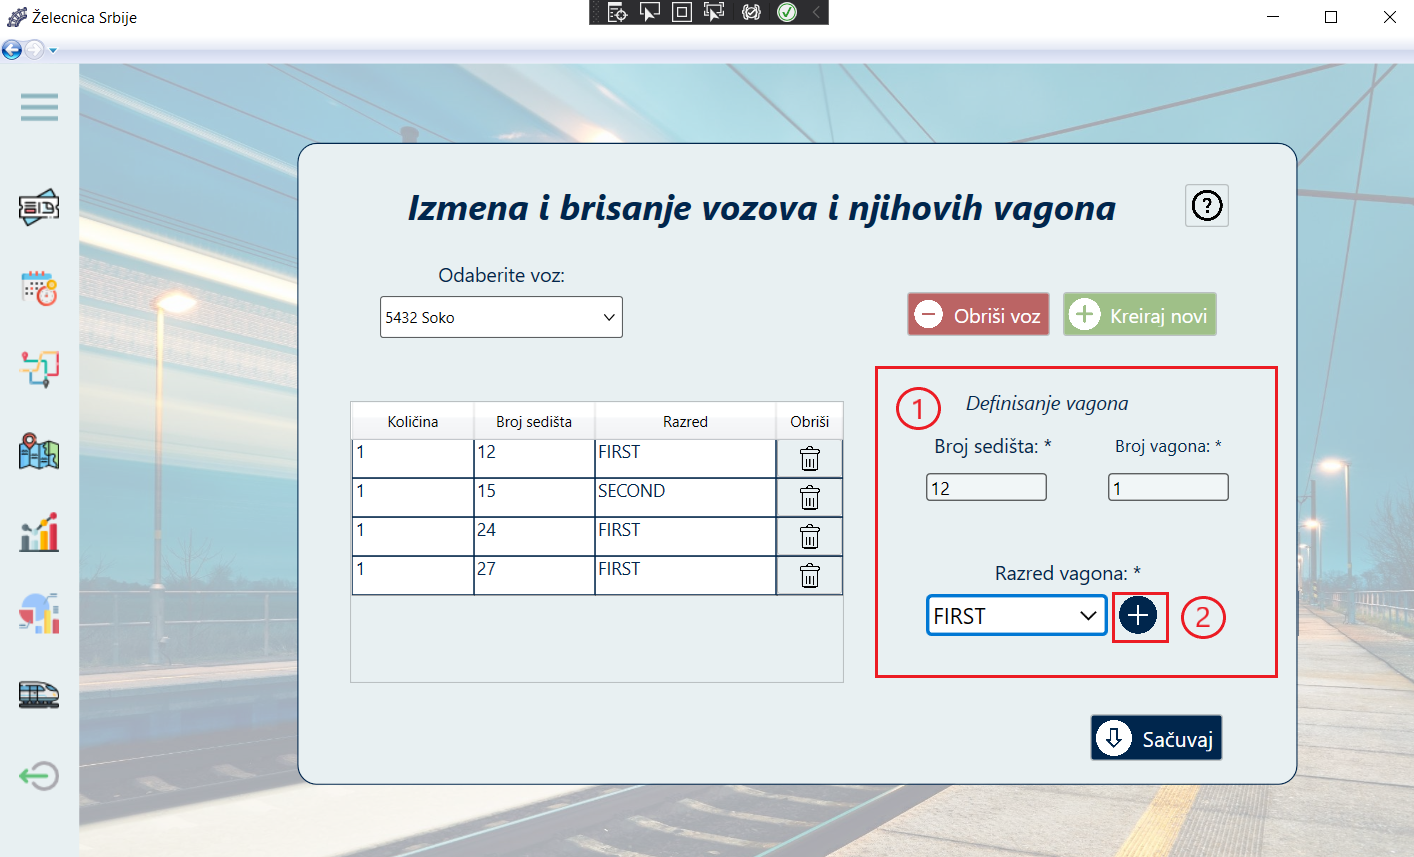 Želecnica Srbije
Izmena i brisanje vozova i njihovih vagona
?
Odaberite voz:
5432 Soko
Obriši voz
Kreiraj novi
Količina Broj sedišta Razred Obriši
1 12 FIRST
1 15 SECOND
1 24 FIRST
1 27 FIRST
1
Definisanje vagona
Broj sedišta: * Broj vagona: *
12 1
Razred vagona: *
FIRST
2
Sačuvaj